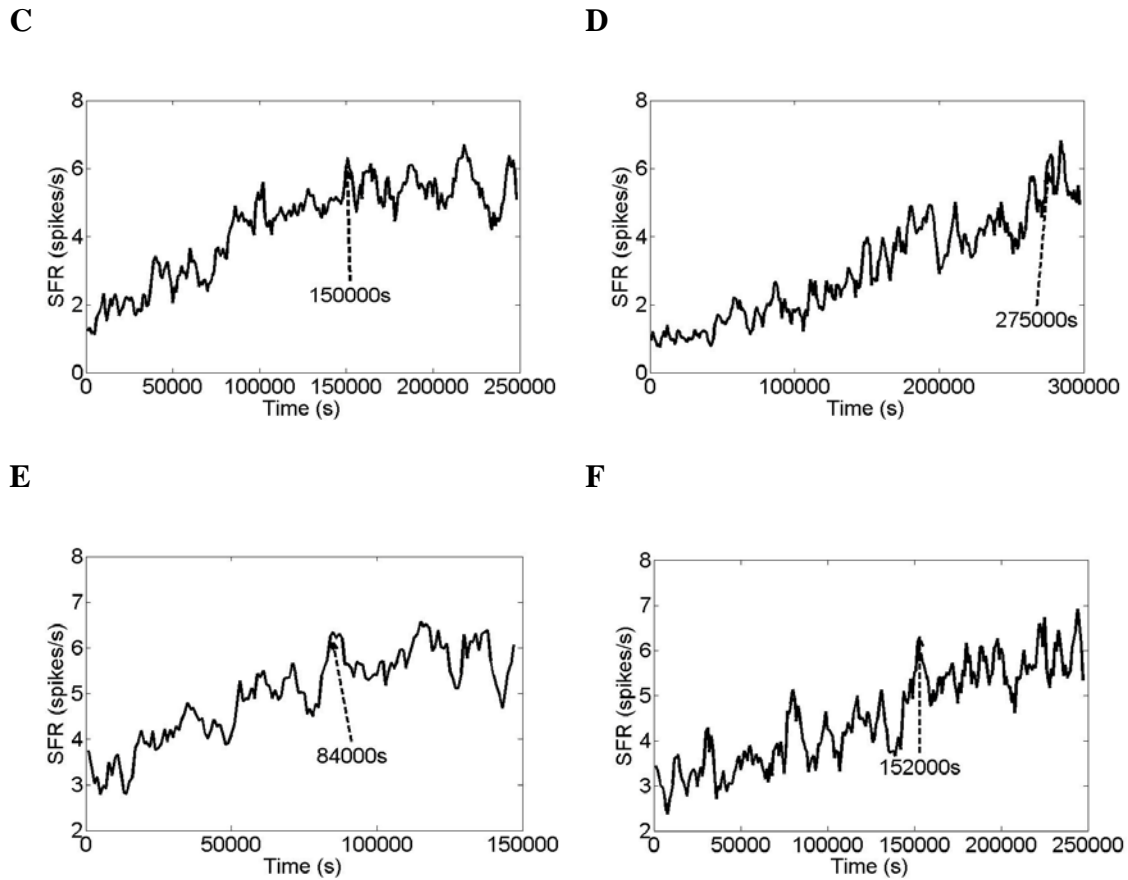 C
D
8
6
4
2
0
SFR (spikes/s)
150000s
0 50000 100000 150000 200000 250000
Time (s)
8
6
4
2
0
SFR (spikes/s)
275000s
0 100000 200000 300000
Time (s)
E
F
8
7
6
5
4
3
2
SFR (spikes/s)
84000s
0 50000 100000 150000
Time (s)
8
7
6
5
4
3
2
SFR (spikes/s)
152000s
0 50000 100000 150000 200000 250000
Time (s)